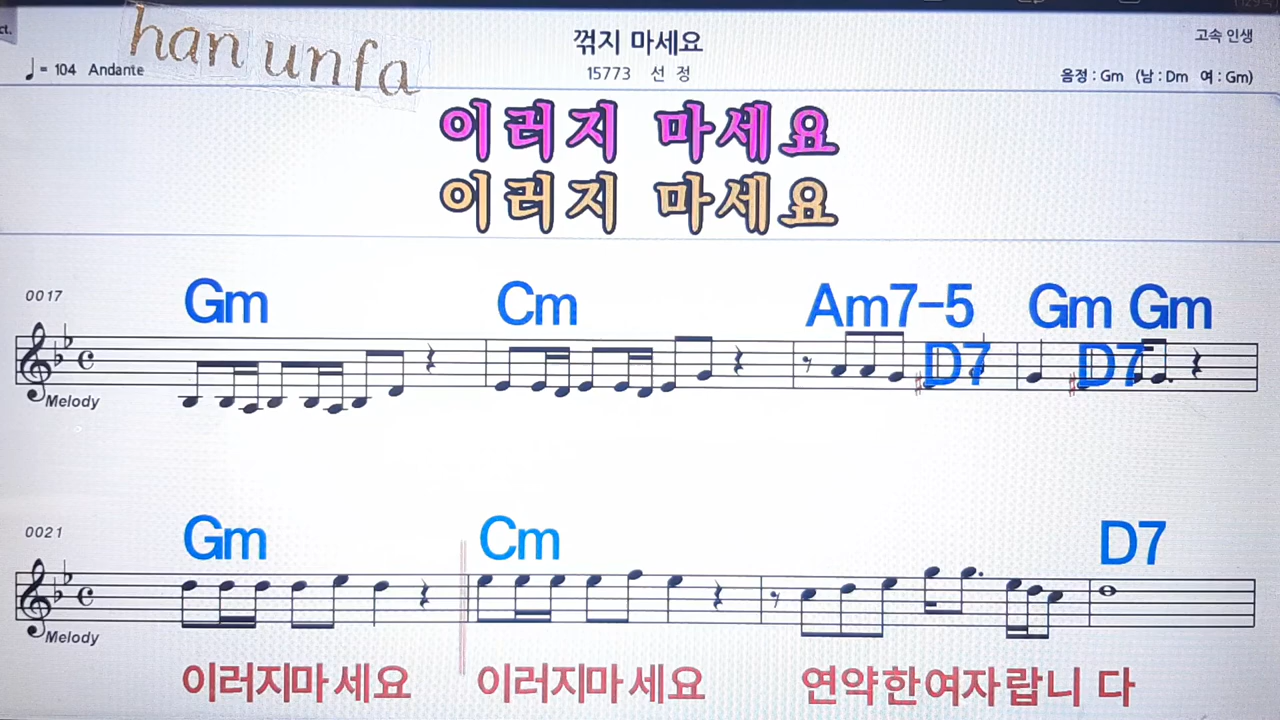 ct.
han unfa
꺾지 마세요
고속 인생
♩= 104 Andante
15773 선 정
음정 : Gm (남 : Dm 여 : Gm)
이러지 마세요
이러지 마세요
0017
Gm Cm Am7-5 D7 Gm D7 Gm
Melody
0021
Gm Cm D7
Melody
이러지마세요 이러지마세요 연약한여자랍니 다